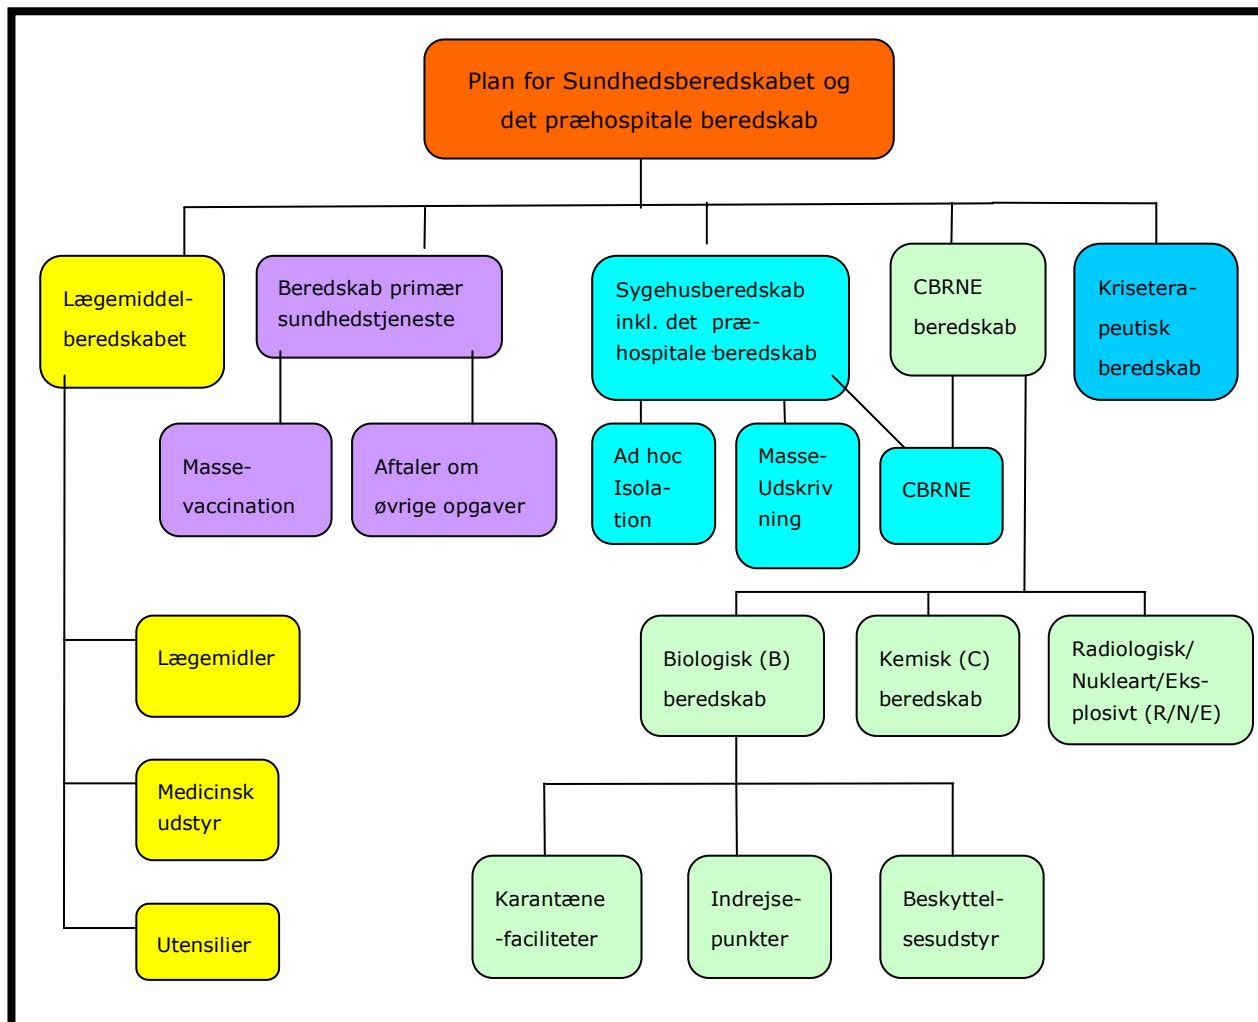 Plan for Sundhedsberedskabet og
det præhospitale beredskab
Lægemiddel-
beredskabet
Beredskab primær
sundhedstjeneste
Sygehusberedskab
inkl. det præ-
hospitale beredskab
CBRNE
beredskab
Krisetera-
peutisk
beredskab
Masse-
vaccination
Aftaler om
øvrige opgaver
Ad hoc
Isola-
tion
Masse-
Udskriv
ning
CBRNE
Lægemidler
Biologisk (B)
beredskab
Kemisk (C)
beredskab
Radiologisk/
Nukleart/Eks-
plosivt (R/N/E)
Medicinsk
udstyr
Utensilier
Karantæne
-faciliteter
Indrejse-
punkter
Beskyttel-
sesudstyr